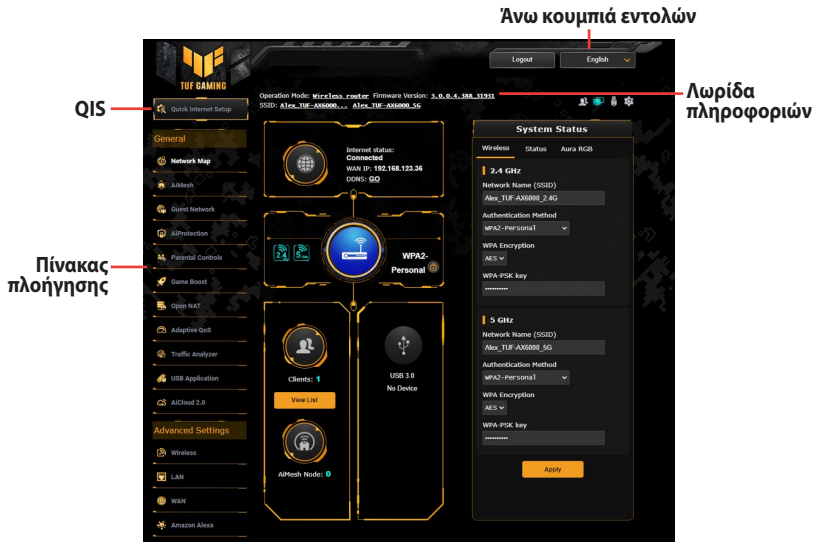 Άνω κουμπιά εντολών
Logout
English
TUF GAMING
Λωρίδα
πληροφοριών
QIS
Πίνακας
πλοήγησης
Operation Mode: Wireless router Firmware Version: 3.0.0.4.388_31931
SSID: Alex_TUF-AX6000... Alex_TUF-AX6000_5G
Quick Internet Setup
General
Network Map
AiMesh
Guest Network
AiProtection
Parental Controls
Game Boost
Open NAT
Adaptive QoS
Traffic Analyzer
USB Application
AiCloud 2.0
Advanced Settings
Wireless
LAN
WAN
Amazon Alexa
Internet status:
Connected
WAN IP: 192.168.123.36
DDNS: GO
2.4 GHz
5 GHz
WPA2-
Personal
Clients: 1
View List
AiMesh Node: 0
USB 3.0
No Device
System Status
Wireless Status Aura RGB
2.4 GHz
Network Name (SSID)
Alex_TUF-AX6000_2.4G
Authentication Method
WPA2-Personal
WPA Encryption
AES
WPA-PSK key
••••••••••
5 GHz
Network Name (SSID)
Alex_TUF-AX6000_5G
Authentication Method
WPA2-Personal
WPA Encryption
AES
WPA-PSK key
••••••••••
Apply